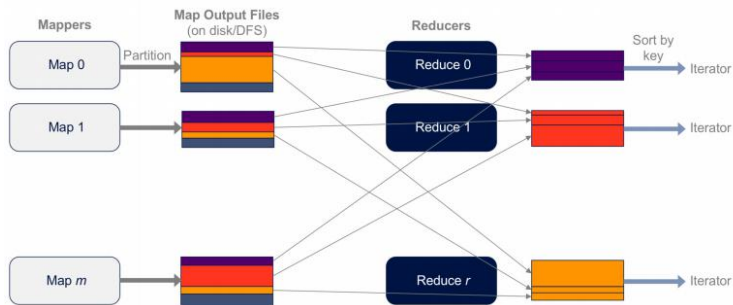 Mappers
Map Output Files
(on disk/DFS)
Reducers
Map 0
Partition
Reduce 0
Sort by
key
Iterator
Map 1
Reduce 1
Iterator
Map m
Reduce r
Iterator